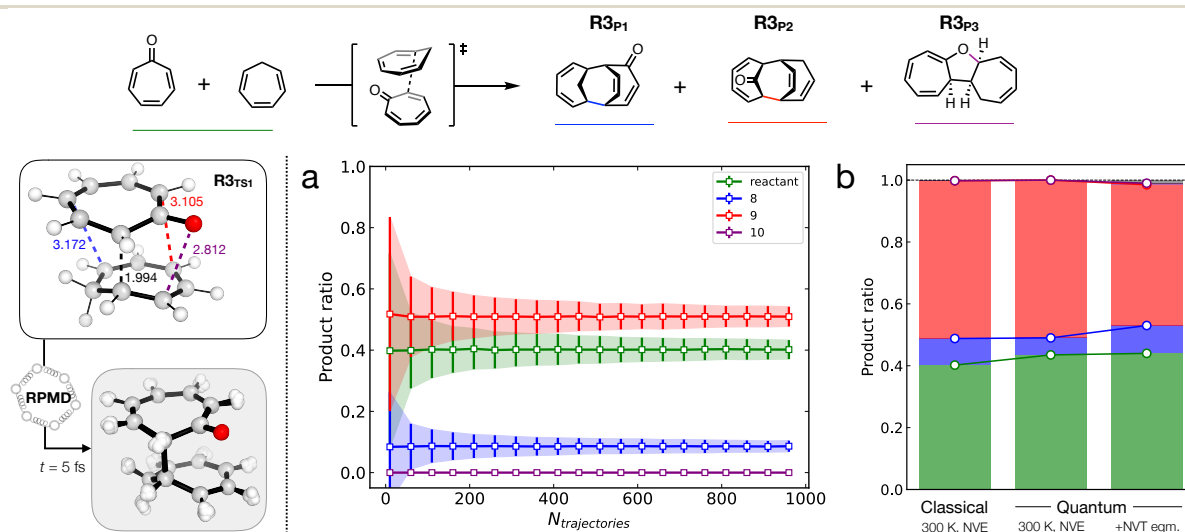 R3P1
R3P2
R3P3
O
+
‡
O
O
+
O
+
O
H
H
H
R3TS1
3.105
3.172
2.812
1.994
RPMD
t = 5 fs
a
1.0
0.8
0.6
0.4
0.2
0.0
Product ratio
reactant
8
9
10
0
200
400
600
800
1000
Ntrajectories
b
1.0
0.8
0.6
0.4
0.2
0.0
Product ratio
Classical
Quantum
300 K, NVE
300 K, NVE
+NVT eqm.